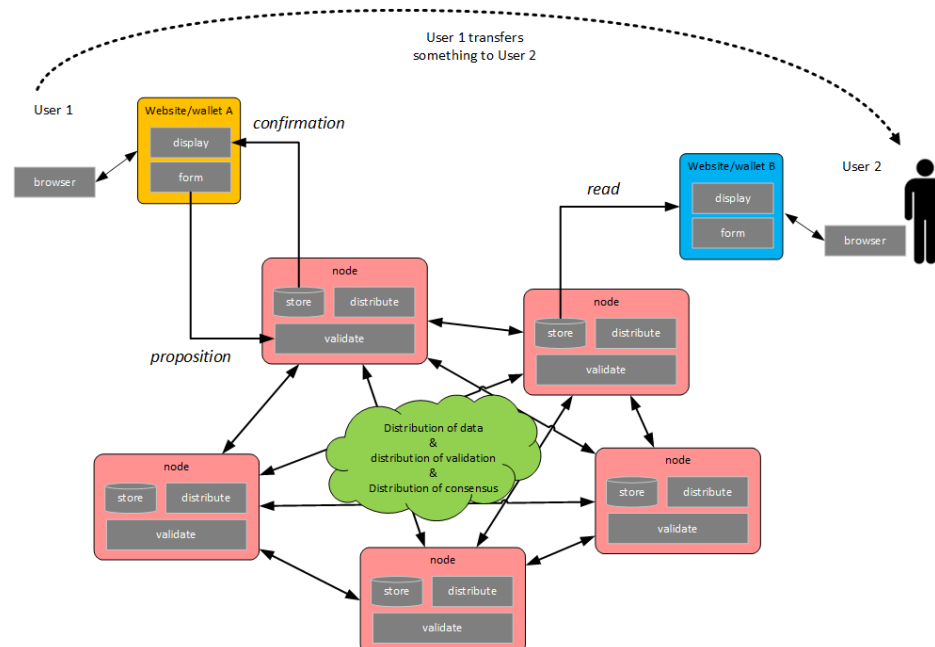 User 1 transfers
something to User 2
User 1
Website/wallet A
display
form
browser
confirmation
Website/wallet B
display
form
User 2
browser
read
node
store
distribute
validate
proposition
node
store
distribute
validate
Distribution of data
&
distribution of validation
&
Distribution of consensus
node
store
distribute
validate
node
store
distribute
validate
node
store
distribute
validate